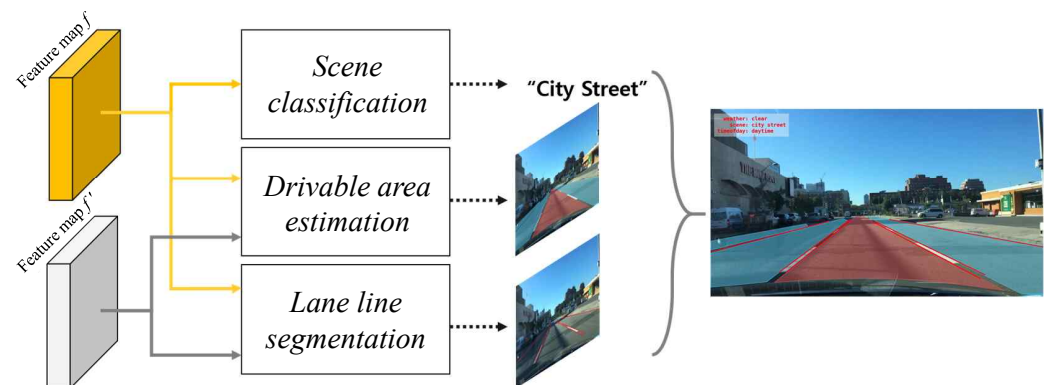 Feature map f
Feature map f'
Scene
classification
Drivable area
estimation
Lane line
segmentation
“City Street”
weather: clear
scene: city street
timeofday: daytime